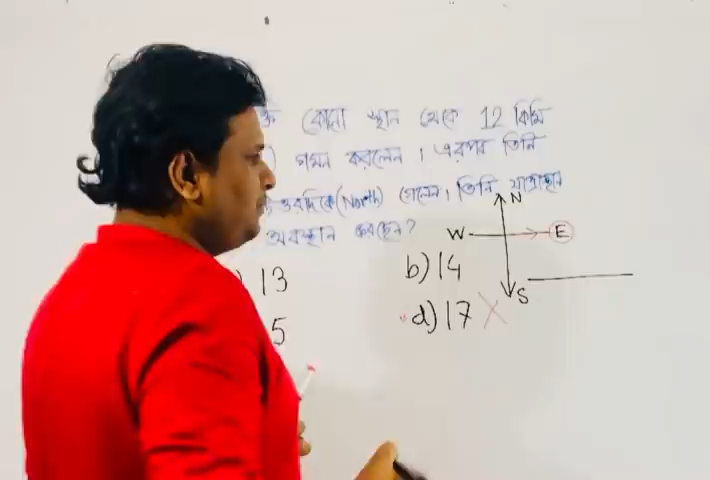 কোনো স্থান থেকে 12 কিমি
) গমন করলেন। এরপর তিনি
উত্তরদিকে (North) গেলেন। তিনি যাত্রাস্থান
অবস্থান করছেন?
N
W E
S
) 13 b) 14
5 d) 17 X